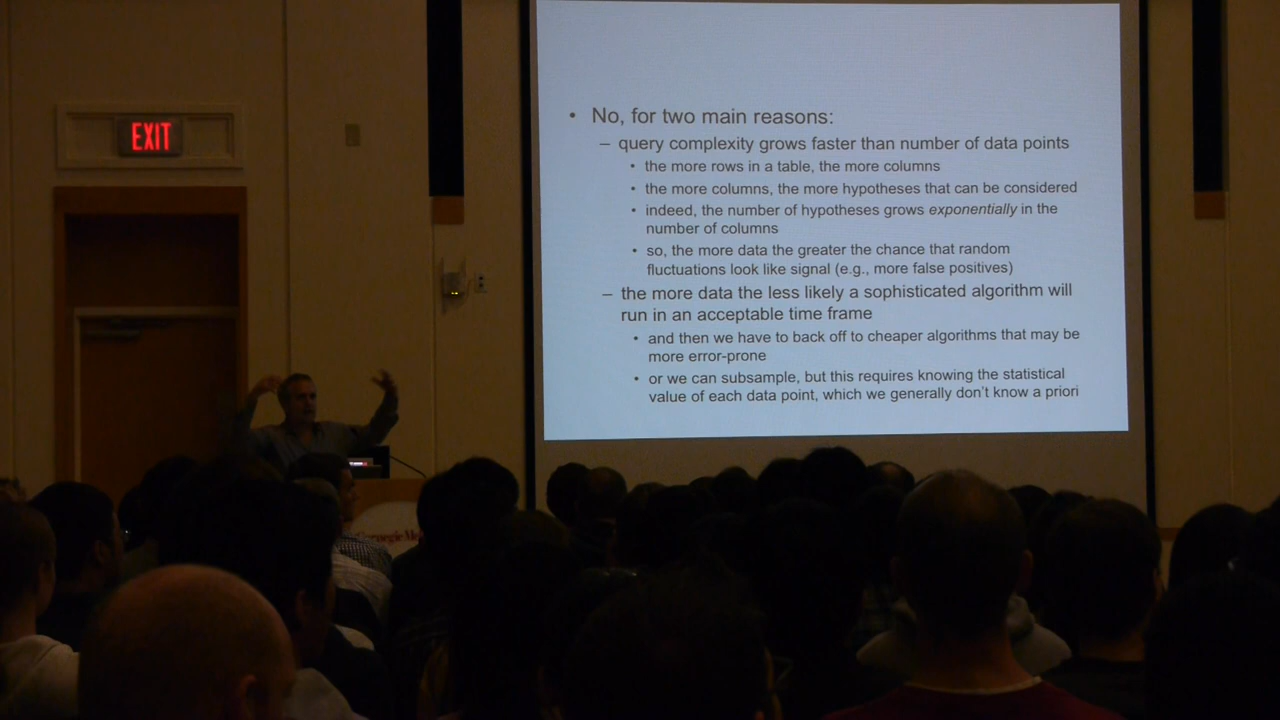 EXIT
• No, for two main reasons:
– query complexity grows faster than number of data points
• the more rows in a table, the more columns
• the more columns, the more hypotheses that can be considered
• indeed, the number of hypotheses grows exponentially in the
number of columns
• so, the more data the greater the chance that random
fluctuations look like signal (e.g., more false positives)
– the more data the less likely a sophisticated algorithm will
run in an acceptable time frame
• and then we have to back off to cheaper algorithms that may be
more error-prone
• or we can subsample, but this requires knowing the statistical
value of each data point, which we generally don't know a priori
Carnegie Me